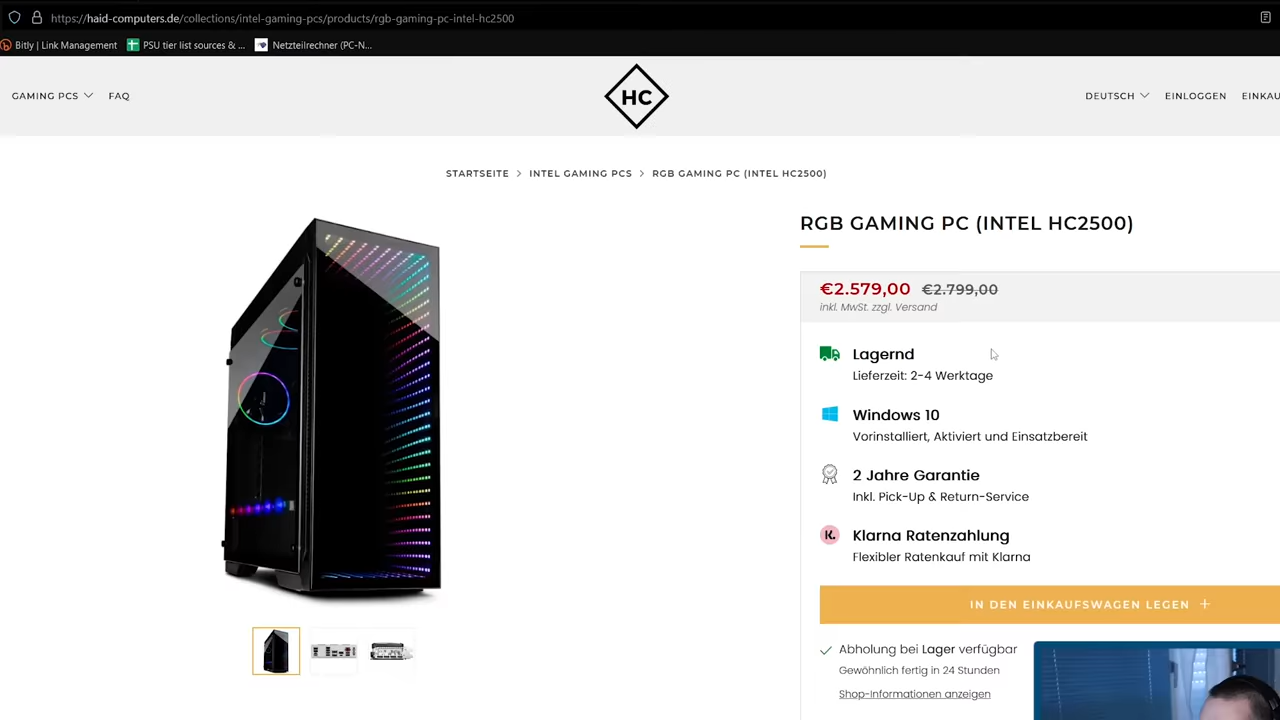 https://haid-computers.de/collections/intel-gaming-pcs/products/rgb-gaming-pc-intel-hc2500
Bitly | Link Management
PSU tier list sources & ...
Netzteilrechner (PC-N...
GAMING PCS
FAQ
HC
DEUTSCH
EINLOGGEN
EINKAU
STARTSEITE > INTEL GAMING PCS > RGB GAMING PC (INTEL HC2500)
RGB GAMING PC (INTEL HC2500)
€2.579,00 €2.799,00
inkl. MwSt. zzgl. Versand
Lagernd
Lieferzeit: 2-4 Werktage
Windows 10
Vorinstalliert, Aktiviert und Einsatzbereit
2 Jahre Garantie
Inkl. Pick-Up & Return-Service
K.
Klarna Ratenzahlung
Flexibler Ratenkauf mit Klarna
IN DEN EINKAUFSWAGEN LEGEN +
Abholung bei Lager verfügbar
Gewöhnlich fertig in 24 Stunden
Shop-Informationen anzeigen